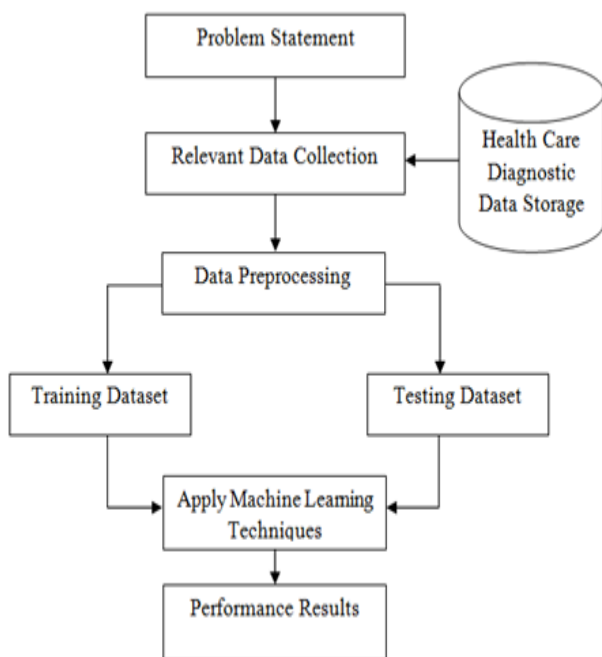 Problem Statement
Relevant Data Collection
Health Care
Diagnostic
Data Storage
Data Preprocessing
Training Dataset
Testing Dataset
Apply Machine Learning
Techniques
Performance Results